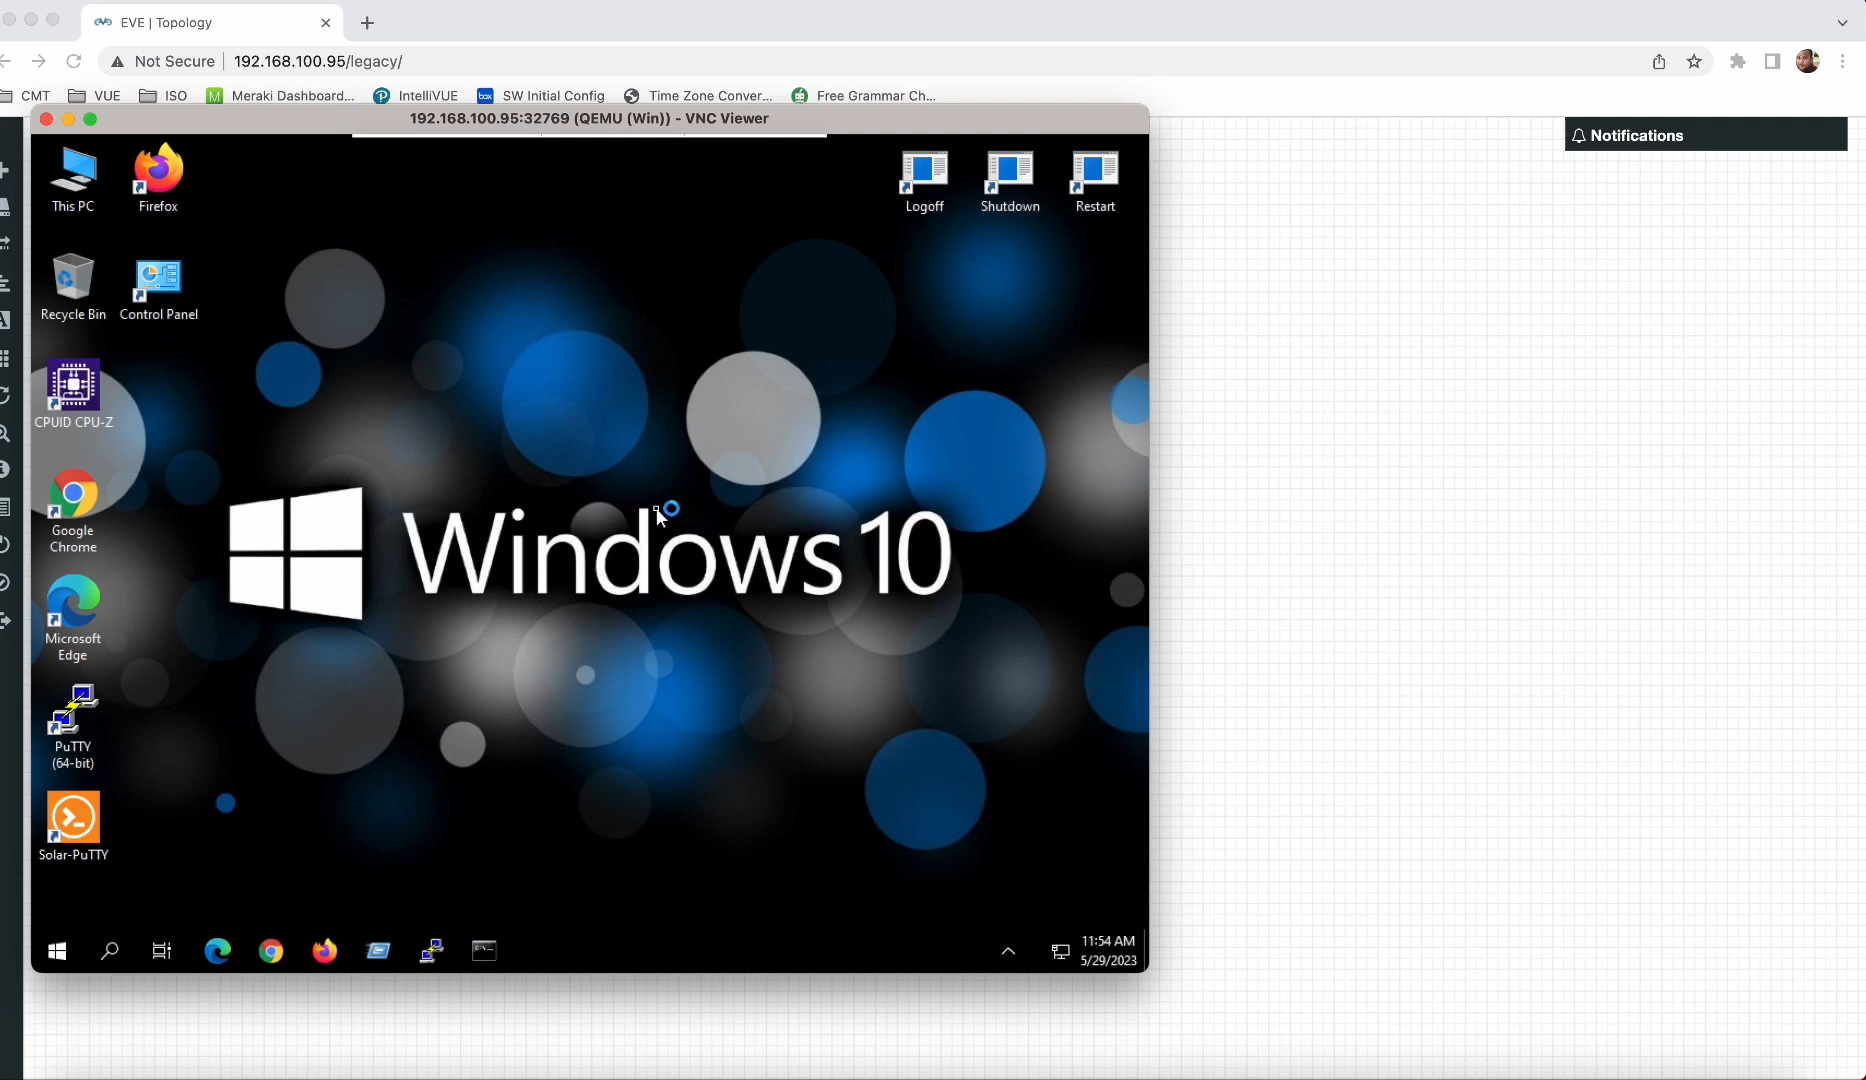 EVE | Topology
Not Secure
192.168.100.95/legacy/
CMT
VUE
ISO
Meraki Dashboard...
IntelliVUE
SW Initial Config
Time Zone Conver...
Free Grammar Ch...
192.168.100.95:32769 (QEMU (Win)) - VNC Viewer
Notifications
This PC
Firefox
Logoff
Shutdown
Restart
Recycle Bin
Control Panel
CPUID CPU-Z
Google
Chrome
Windows 10
Microsoft
Edge
PuTTY
(64-bit)
Solar-PuTTY
11:54 AM
5/29/2023